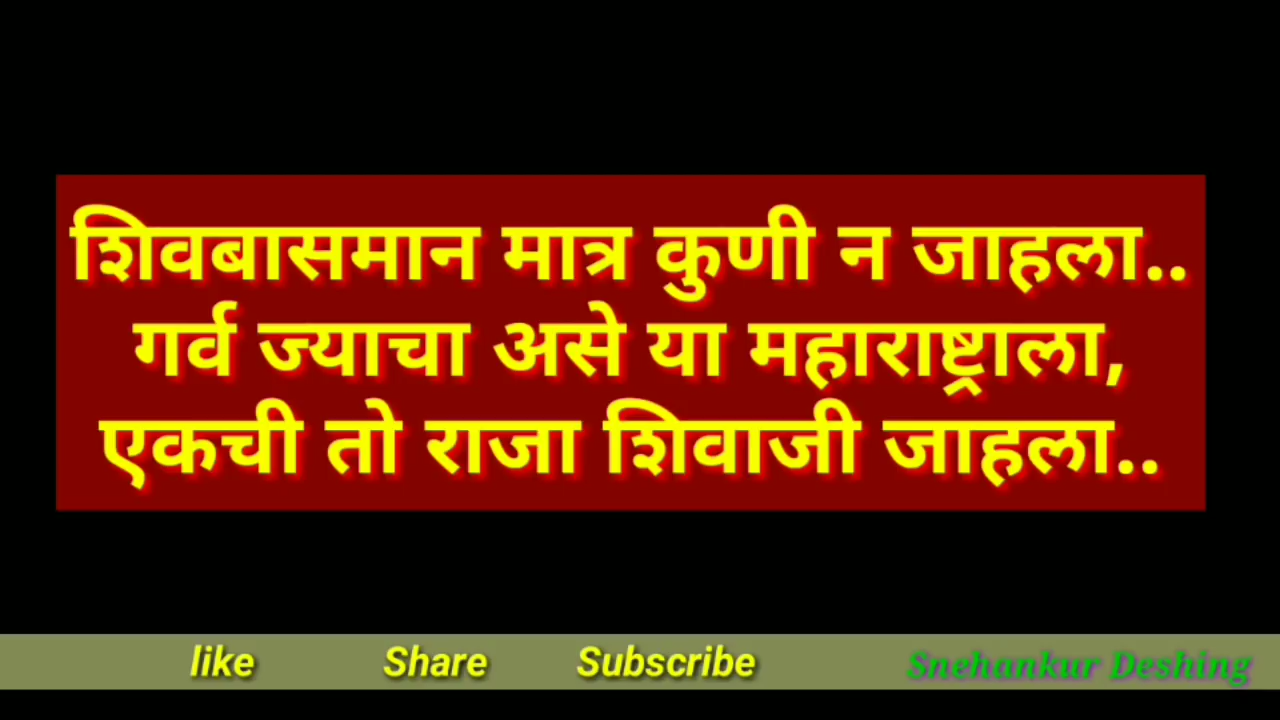 शिवबासमान मात्र कुणी न जाहला..
गर्व ज्याचा असे या महाराष्ट्राला,
एकची तो राजा शिवाजी जाहला..
like Share Subscribe Snehankur Deshing